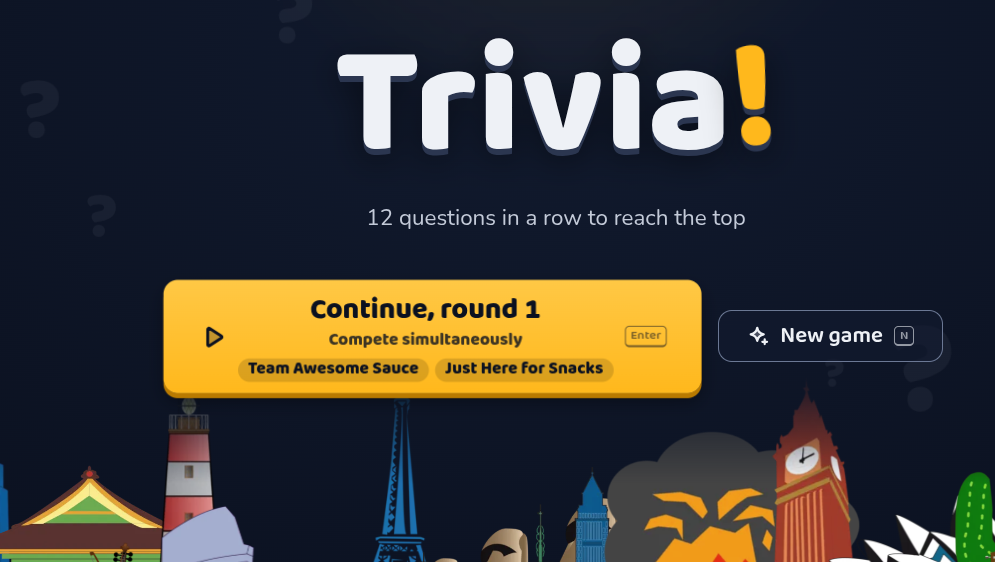 Trivia!
12 questions in a row to reach the top
Continue, round 1
Compete simultaneously
Enter
Team Awesome Sauce
Just Here for Snacks
New game
N